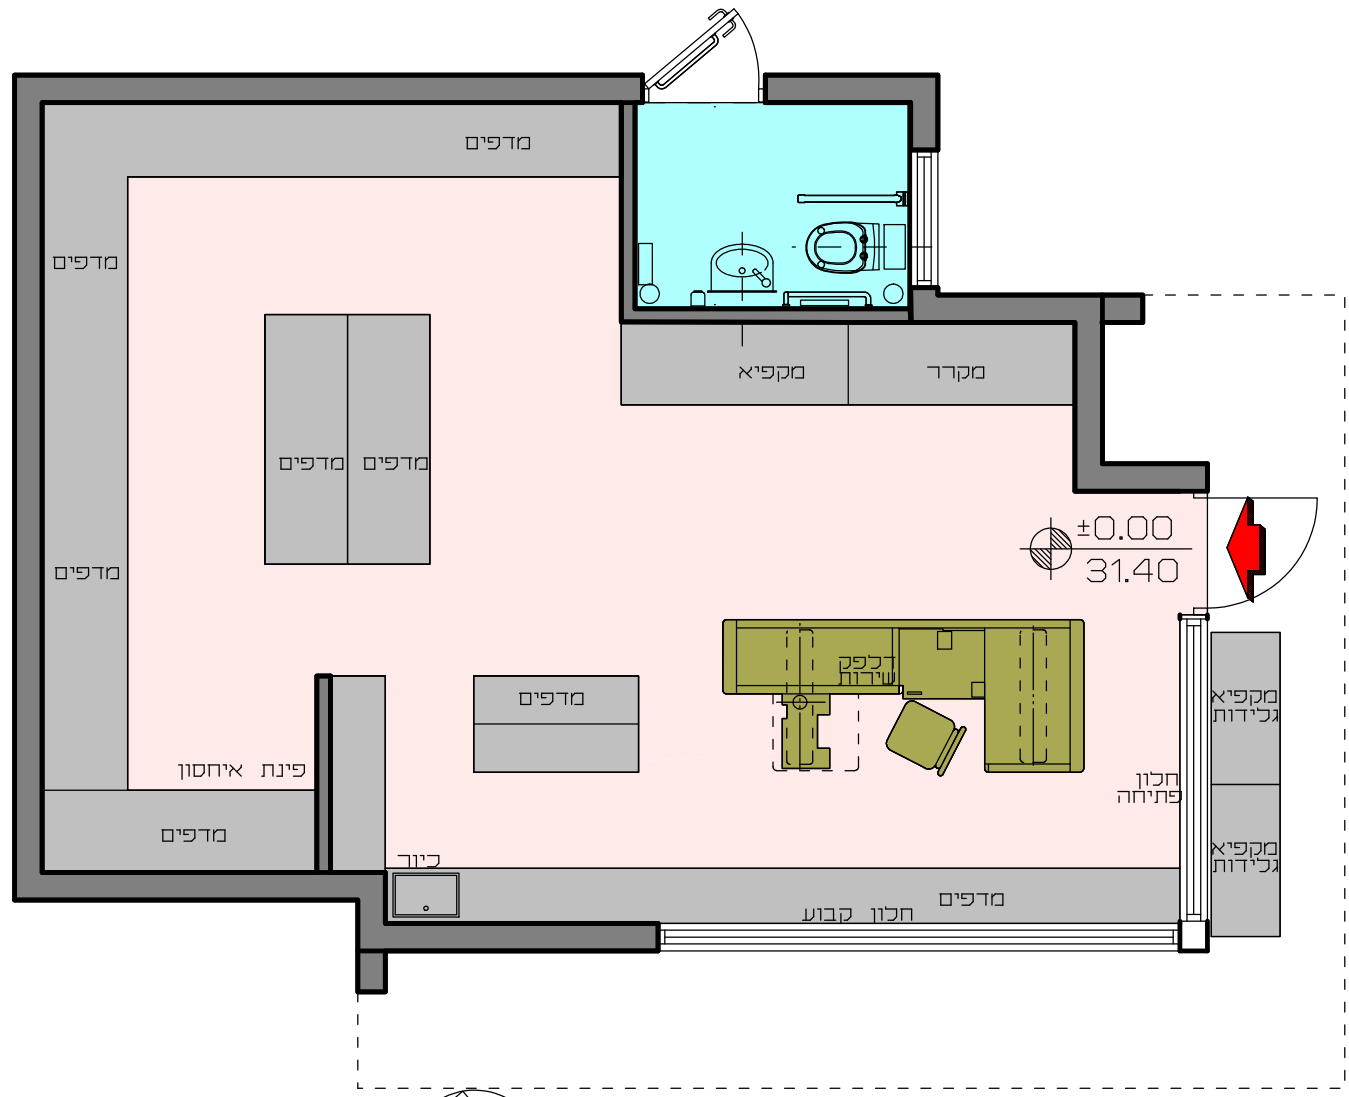 מדפים
מדפים
מקפיא
מקרר
מדפים
מדפים
±0.00
31.40
מדפים
דלפק
שירות
מדפים
מקפיא
גלידות
פינת איחסון
חלון
פתיחה
מדפים
כיור
מקפיא
גלידות
מדפים
חלון קבוע